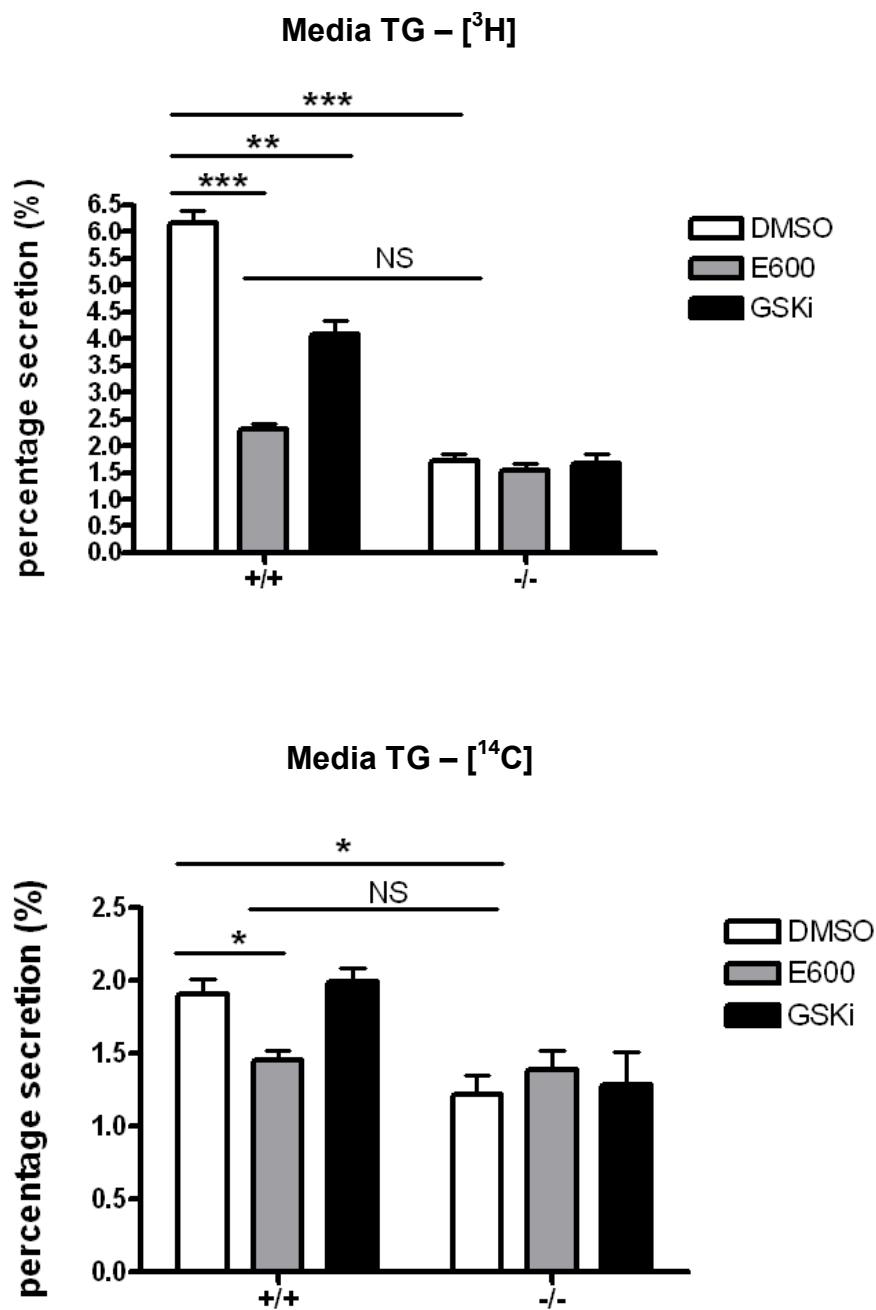 Media TG – [³H]
***
**
***
NS
percentage secretion (%)
6.5
6.0
5.5
5.0
4.5
4.0
3.5
3.0
2.5
2.0
1.5
1.0
0.5
0.0
+/+
-/-
DMSO
E600
GSKi
Media TG – [¹⁴C]
*
NS
*
percentage secretion (%)
2.5
2.0
1.5
1.0
0.5
0.0
+/+
-/-
DMSO
E600
GSKi